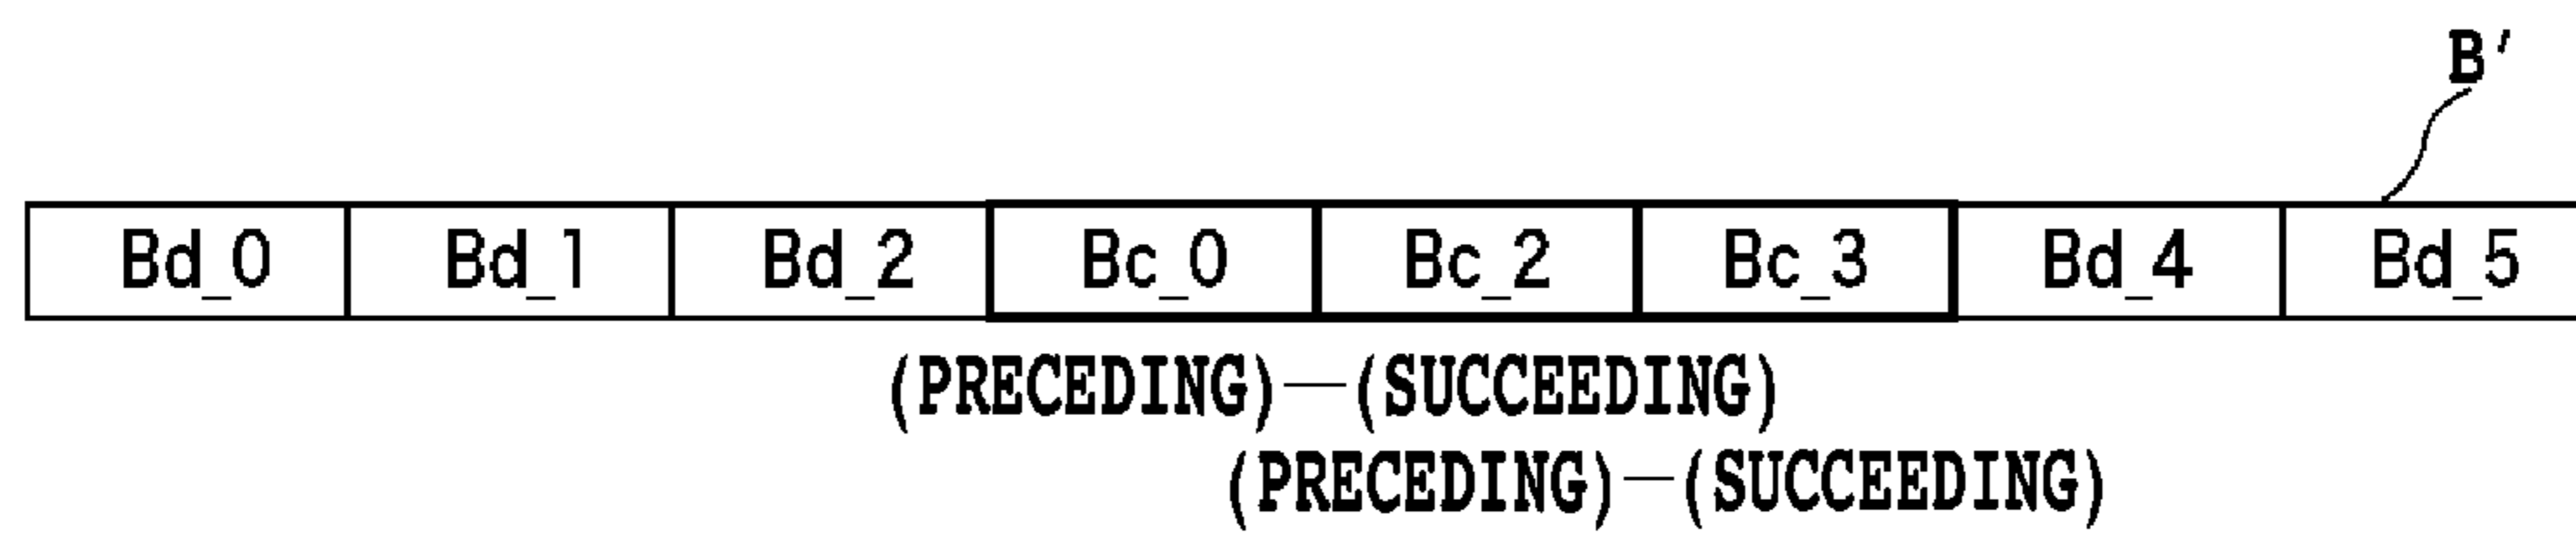 B'
Bd_0 Bd_1 Bd_2 Bc_0 Bc_2 Bc_3 Bd_4 Bd_5
(PRECEDING)—(SUCCEEDING)
(PRECEDING)—(SUCCEEDING)